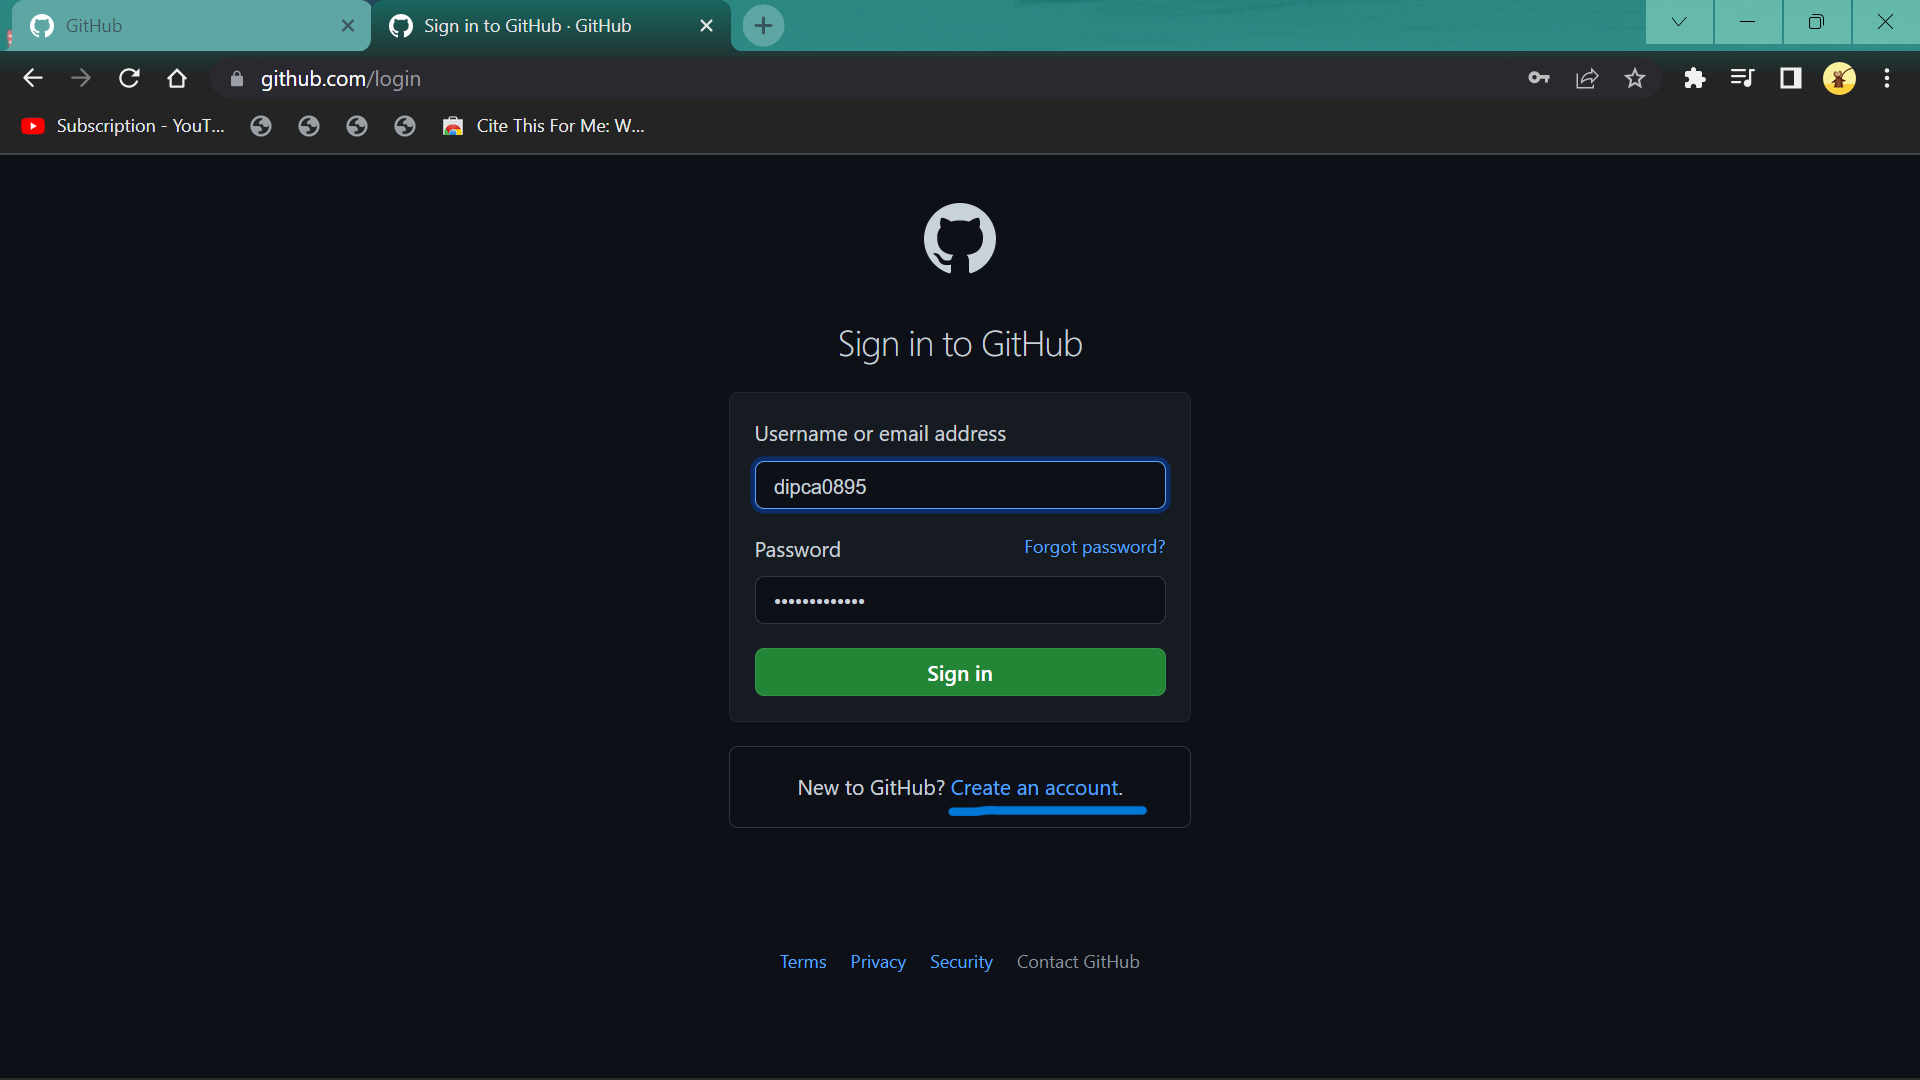 GitHub
Sign in to GitHub · GitHub
github.com/login
Subscription - YouT...
Cite This For Me: W...
Sign in to GitHub
Username or email address
dipca0895
Password
Forgot password?
•••••••••••••
Sign in
New to GitHub? Create an account.
Terms Privacy Security Contact GitHub